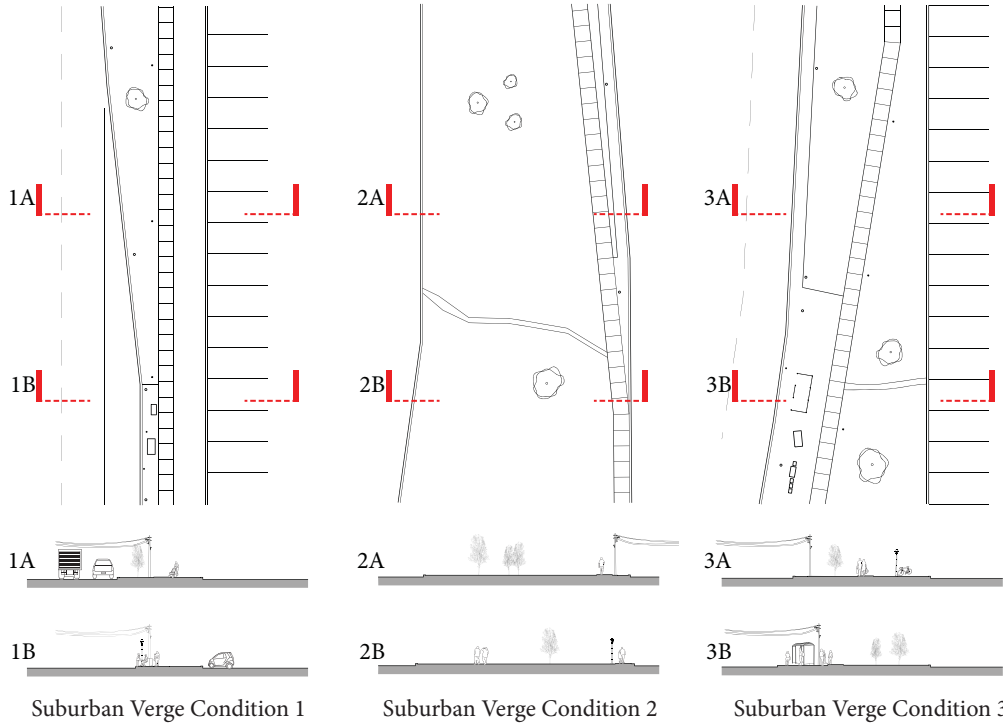 1A
2A
3A
1B
2B
3B
1A
2A
3A
1B
2B
3B
Suburban Verge Condition 1
Suburban Verge Condition 2
Suburban Verge Condition 3